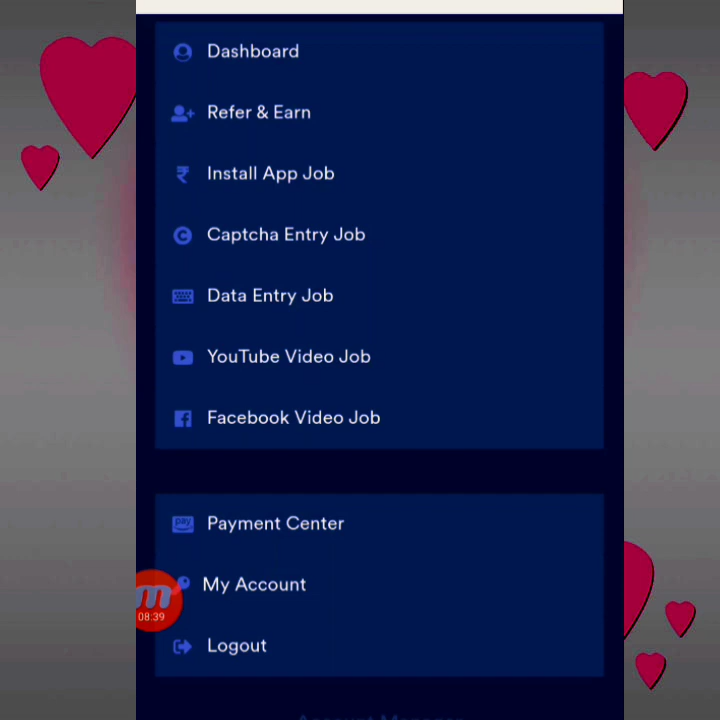 Dashboard
Refer & Earn
Install App Job
Captcha Entry Job
Data Entry Job
YouTube Video Job
Facebook Video Job
pay
Payment Center
My Account
m
08:39
Logout